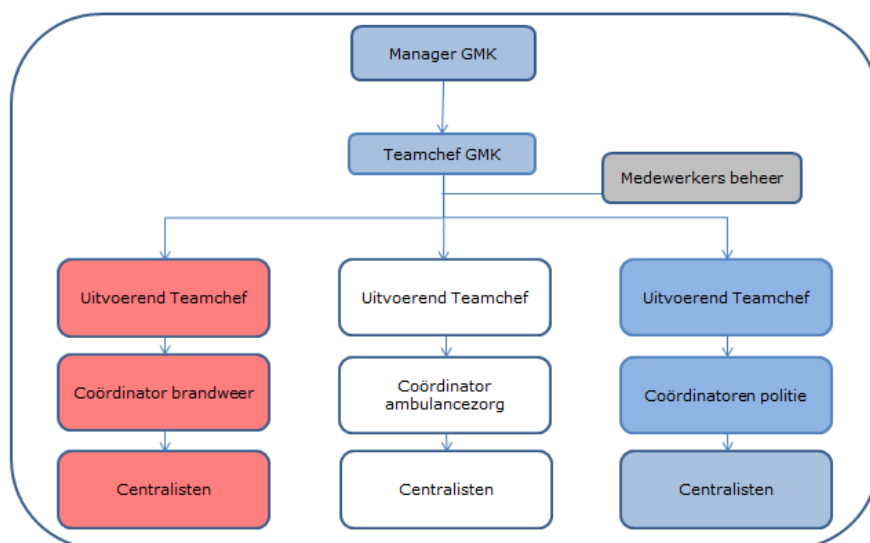 Manager GMK
Teamchef GMK
Medewerkers beheer
Uitvoerend Teamchef
Uitvoerend Teamchef
Uitvoerend Teamchef
Coördinator brandweer
Coördinator
ambulancezorg
Coördinatoren politie
Centralisten
Centralisten
Centralisten